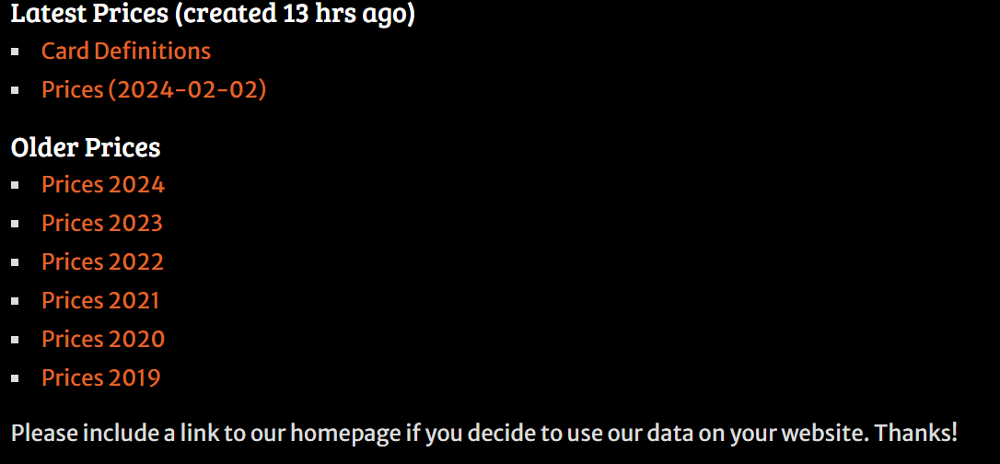 Latest Prices (created 13 hrs ago)
Card Definitions
Prices (2024-02-02)
Older Prices
Prices 2024
Prices 2023
Prices 2022
Prices 2021
Prices 2020
Prices 2019
Please include a link to our homepage if you decide to use our data on your website. Thanks!